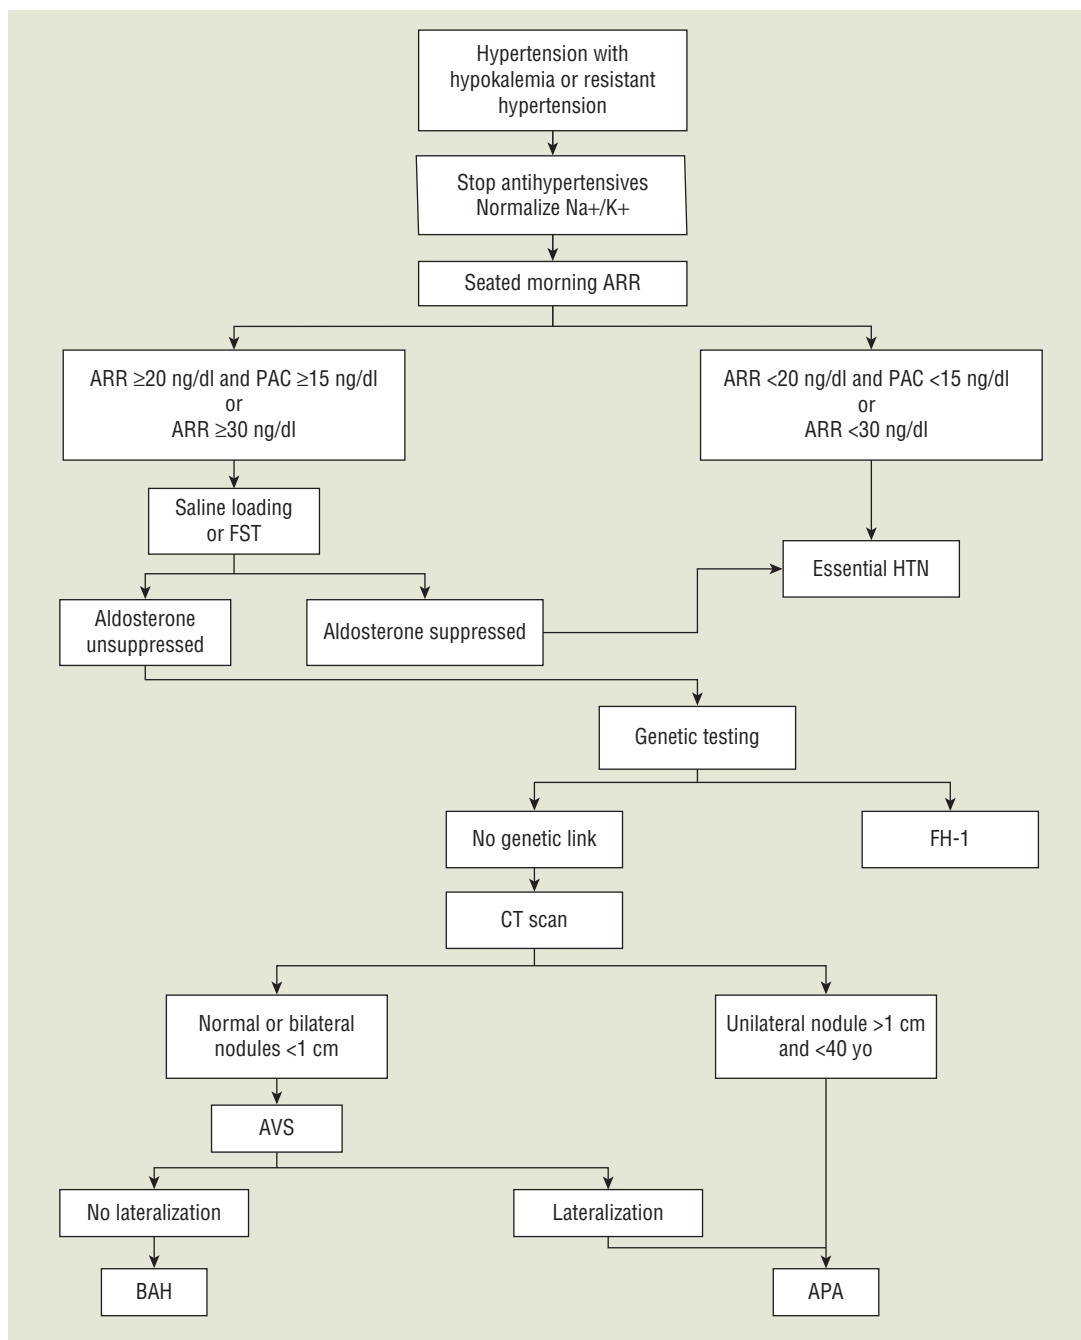 Hypertension with
hypokalemia or resistant
hypertension
Stop antihypertensives
Normalize Na+/K+
Seated morning ARR
ARR ≥20 ng/dl and PAC ≥15 ng/dl
or
ARR ≥30 ng/dl
ARR <20 ng/dl and PAC <15 ng/dl
or
ARR <30 ng/dl
Saline loading
or FST
Essential HTN
Aldosterone
unsuppressed
Aldosterone suppressed
Genetic testing
No genetic link
FH-1
CT scan
Normal or bilateral
nodules <1 cm
Unilateral nodule >1 cm
and <40 yo
AVS
No lateralization
Lateralization
BAH
APA